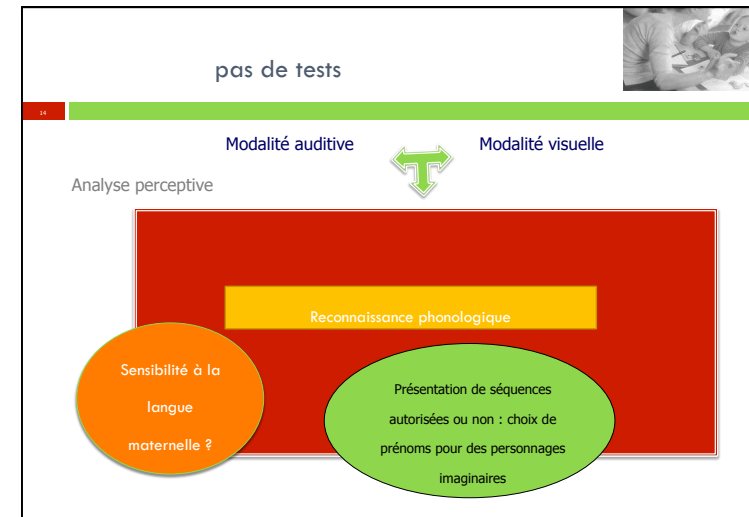 pas de tests
14
Modalité auditive
Modalité visuelle
Analyse perceptive
Reconnaissance phonologique
Sensibilité à la
langue
maternelle ?
Présentation de séquences
autorisées ou non : choix de
prénoms pour des personnages
imaginaires